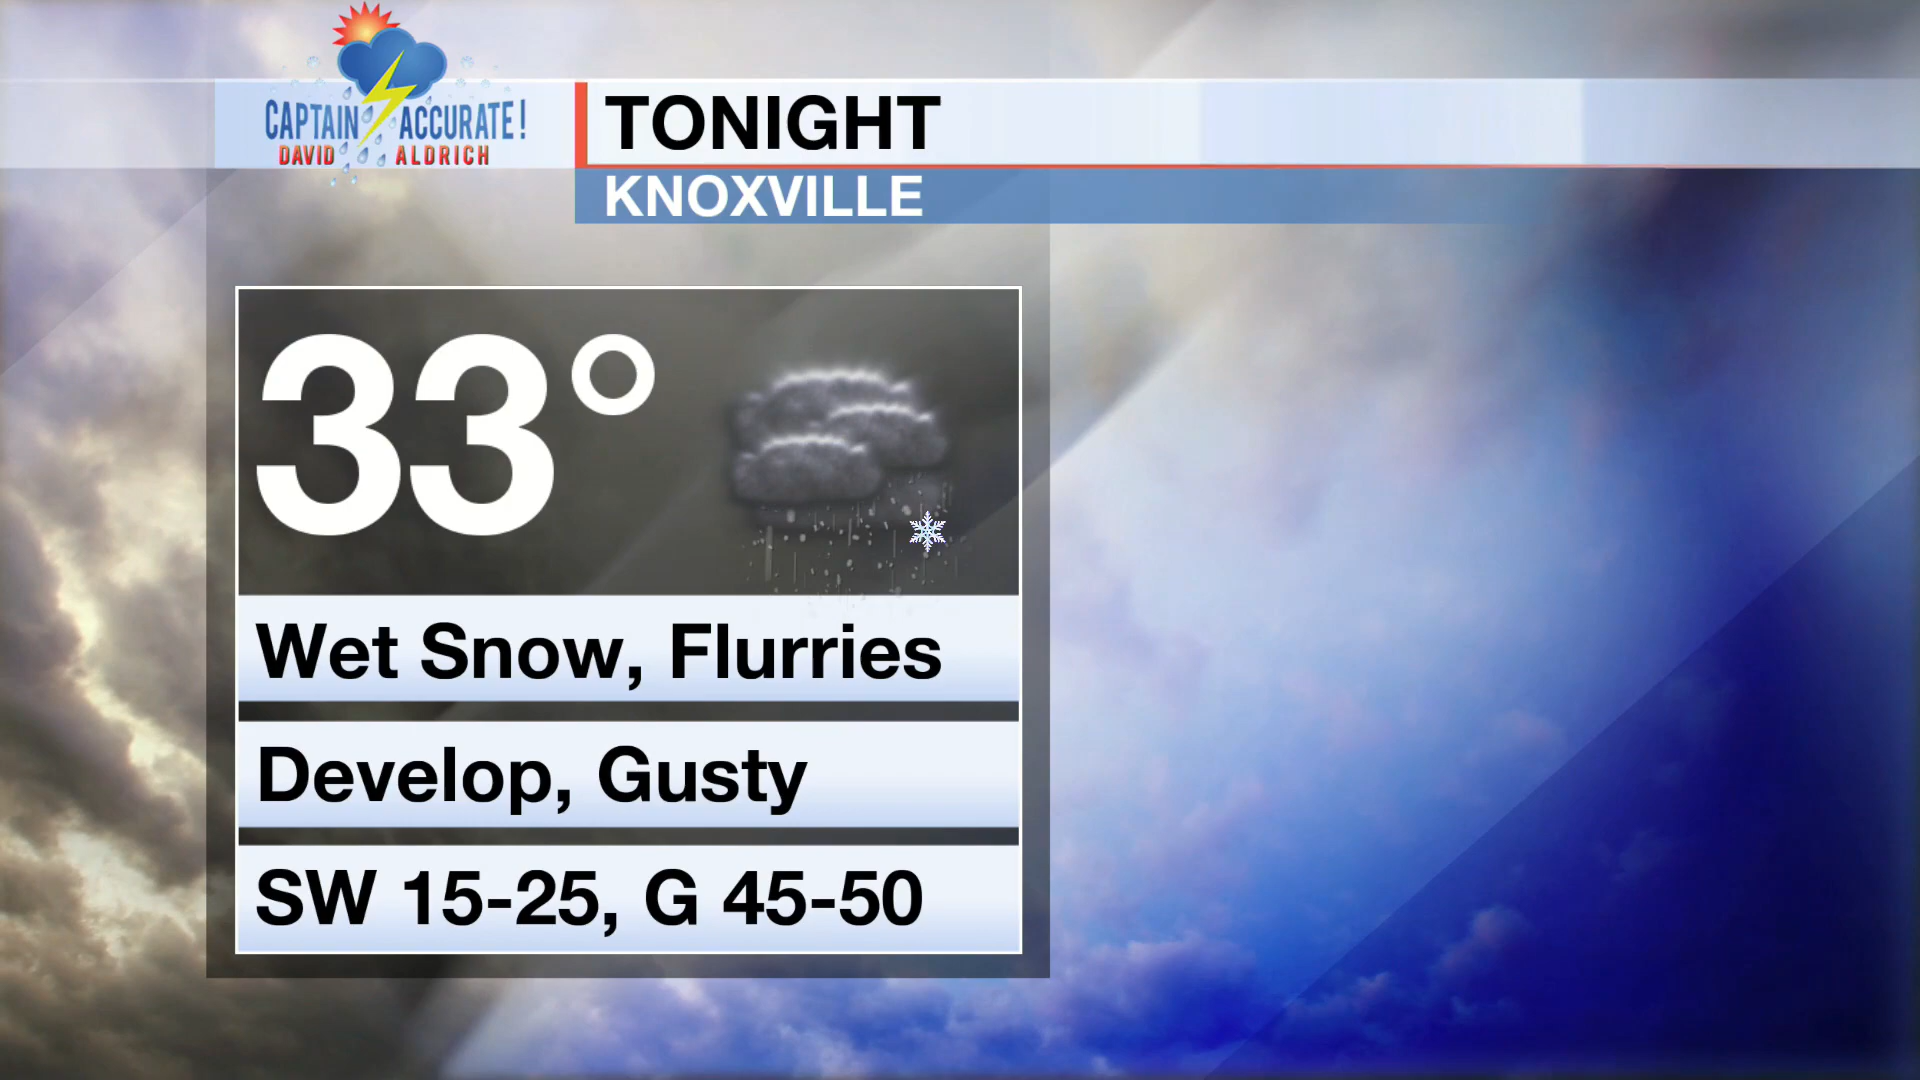 CAPTAIN ACCURATE!
DAVID ALDRICH
TONIGHT
KNOXVILLE
33°
Wet Snow, Flurries
Develop, Gusty
SW 15-25, G 45-50